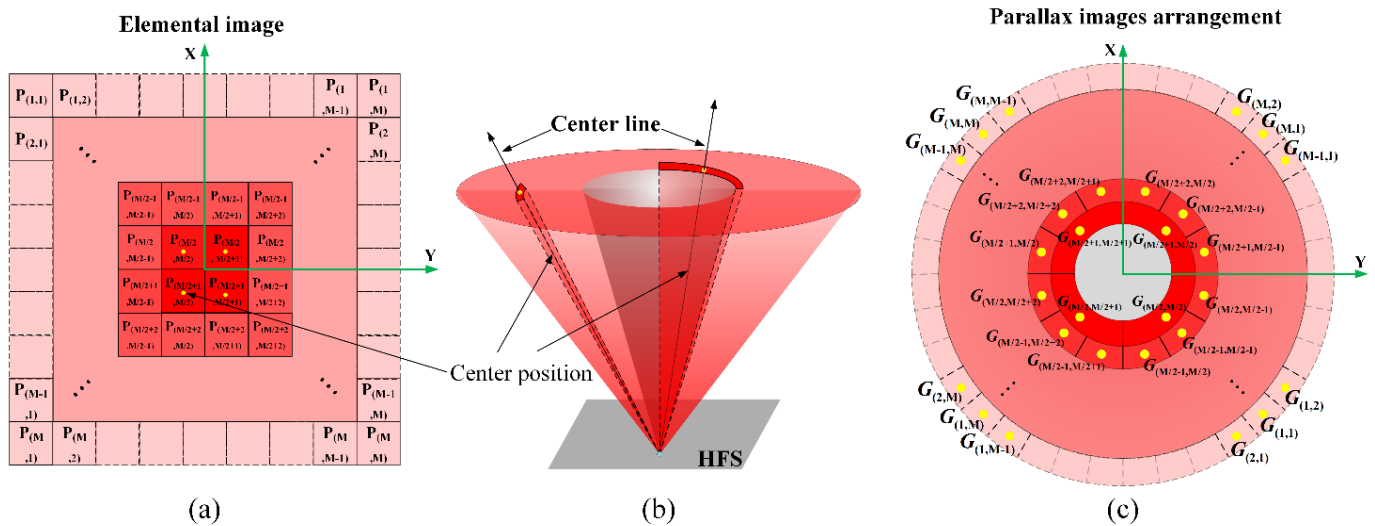 Elemental image
X
P(1,1)
P(1,2)
P(1
,M-1)
P(1
,M)
P(2,1)
P(2
,M)
P(M/2-1
,M/2-1)
P(M/2-1
,M/2)
P(M/2-1
,M/2+1)
P(M/2-1
,M/2+2)
P(M/2
,M/2-1)
P(M/2
,M/2)
P(M/2
,M/2+1)
P(M/2
,M/2+2)
Y
P(M/2+1
,M/2-1)
P(M/2+1
,M/2)
P(M/2+1
,M/2+1)
P(M/2+1
,M/2+2)
P(M/2+2
,M/2-1)
P(M/2+2
,M/2)
P(M/2+2
,M/2+1)
P(M/2+2
,M/2+2)
P(M-1
,1)
P(M-1
,M)
P(M
,1)
P(M
,2)
P(M
,M-1)
P(M
,M)
(a)
Center line
Center position
HFS
(b)
Parallax images arrangement
X
G(M,M-1)
G(M,2)
G(M,M)
G(M,1)
G(M-1,M)
G(M-1,1)
G(M/2+2,M/2+1)
G(M/2+2,M/2)
G(M/2+2,M/2+2)
G(M/2+2,M/2-1)
G(M/2+1,M/2)
G(M/2+1,M/2+1)
G(M/2+1,M/2)
G(M/2+1,M/2-1)
Y
G(M/2,M/2+2)
G(M/2,M/2+1)
G(M/2,M/2)
G(M/2,M/2-1)
G(M/2-1,M/2+2)
G(M/2-1,M/2-1)
G(M/2-1,M/2+1)
G(M/2-1,M/2)
G(2,M)
G(1,2)
G(1,M)
G(1,1)
G(1,M-1)
G(2,1)
(c)